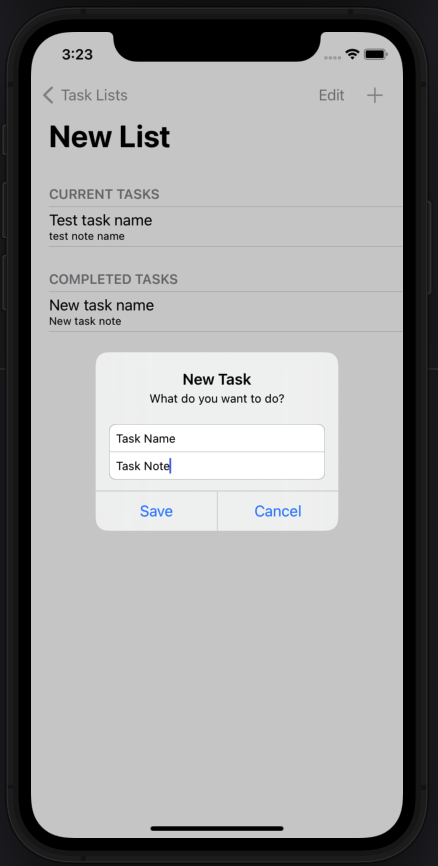 3:23
Task Lists Edit
New List
CURRENT TASKS
Test task name
test note name
COMPLETED TASKS
New task name
New task note
New Task
What do you want to do?
Task Name
Task Note
Save Cancel